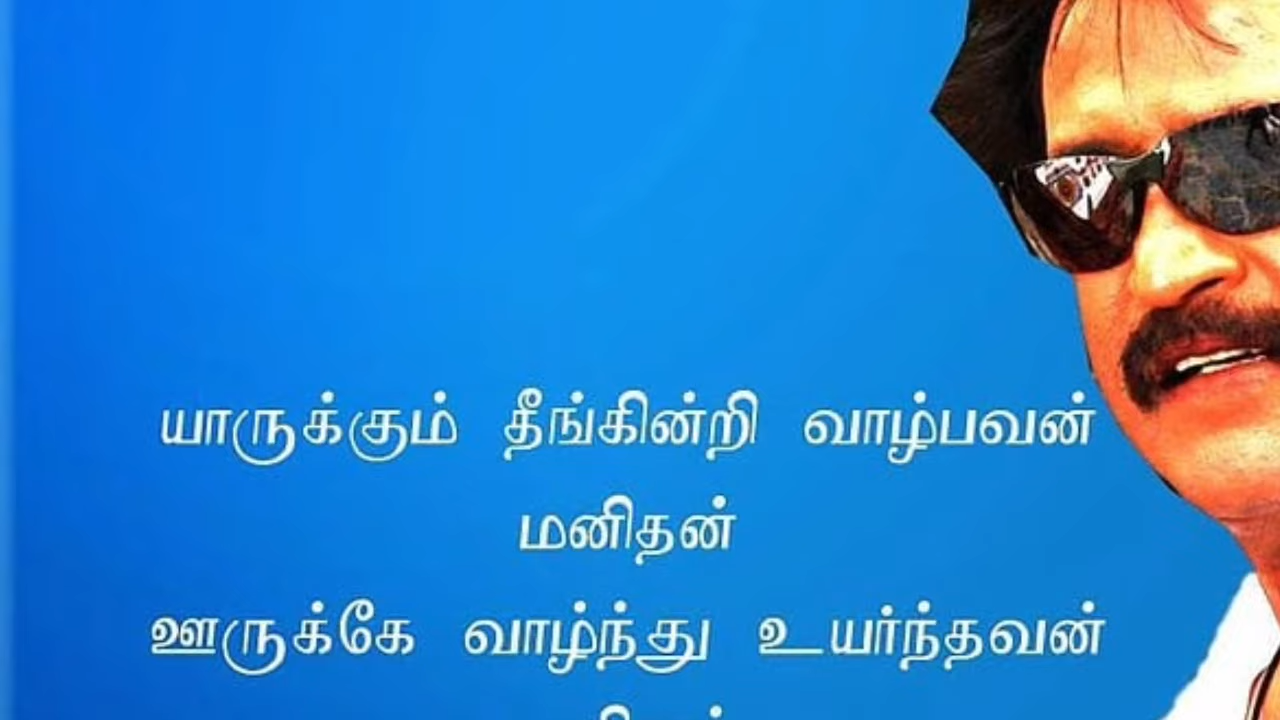 யாருக்கும் தீங்கின்றி வாழ்பவன்
மனிதன்
ஊருக்கே வாழ்ந்து உயர்ந்தவன்